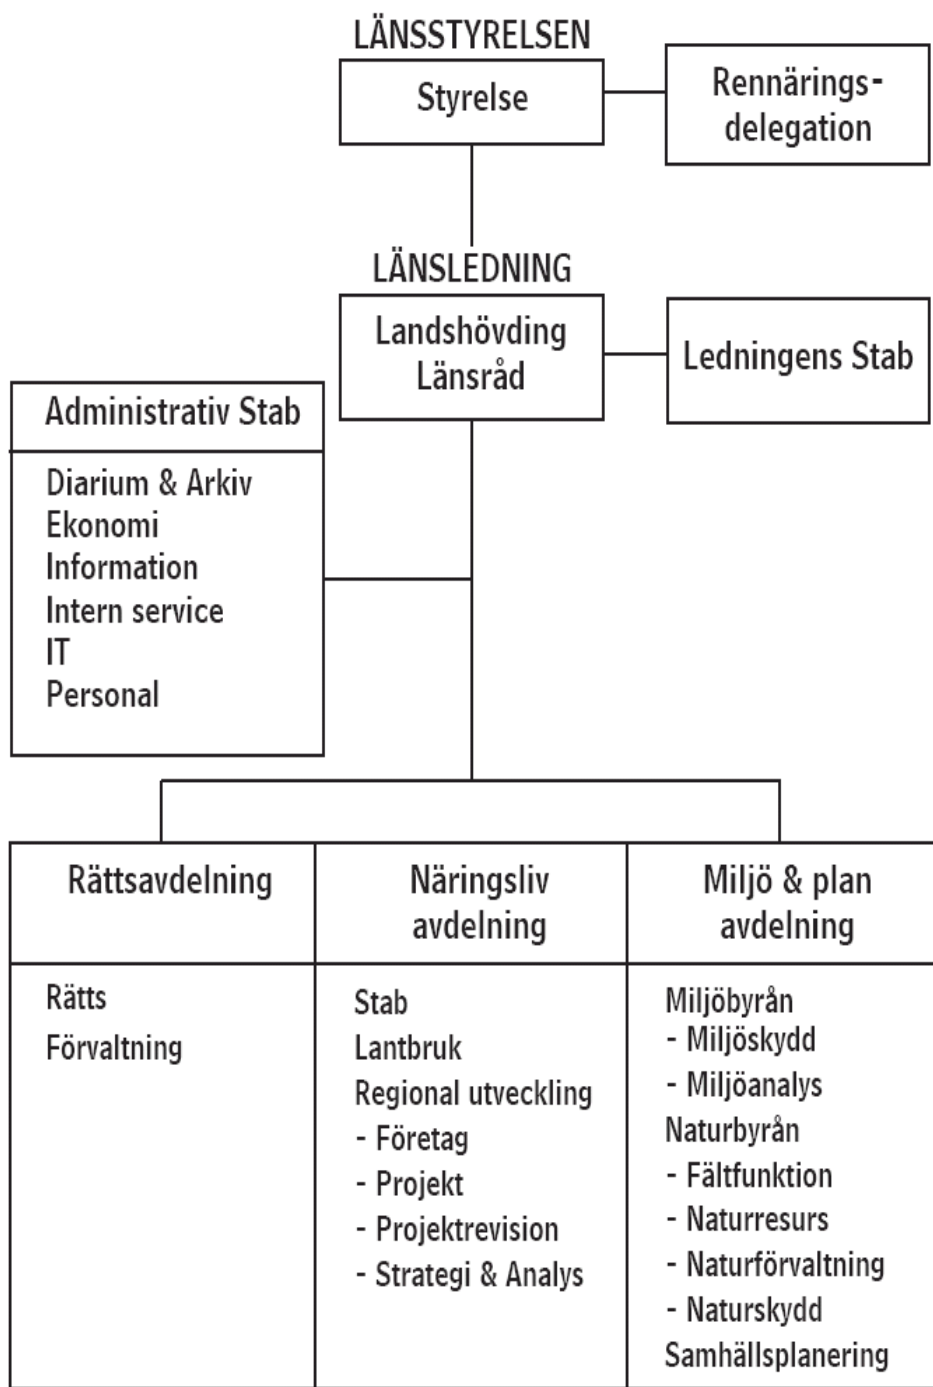 LÄNSSTYRELSEN
Styrelse
Rennärings-
delegation
LÄNSLEDNING
Landshövding
Länsråd
Ledningens Stab
Administrativ Stab
Diarium & Arkiv
Ekonomi
Information
Intern service
IT
Personal
Rättsavdelning
Rätts
Förvaltning
Näringsliv
avdelning
Stab
Lantbruk
Regional utveckling
- Företag
- Projekt
- Projektrevision
- Strategi & Analys
Miljö & plan
avdelning
Miljöbyrån
- Miljöskydd
- Miljöanalys
Naturbyrån
- Fältfunktion
- Naturresurs
- Naturförvaltning
- Naturskydd
Samhällsplanering